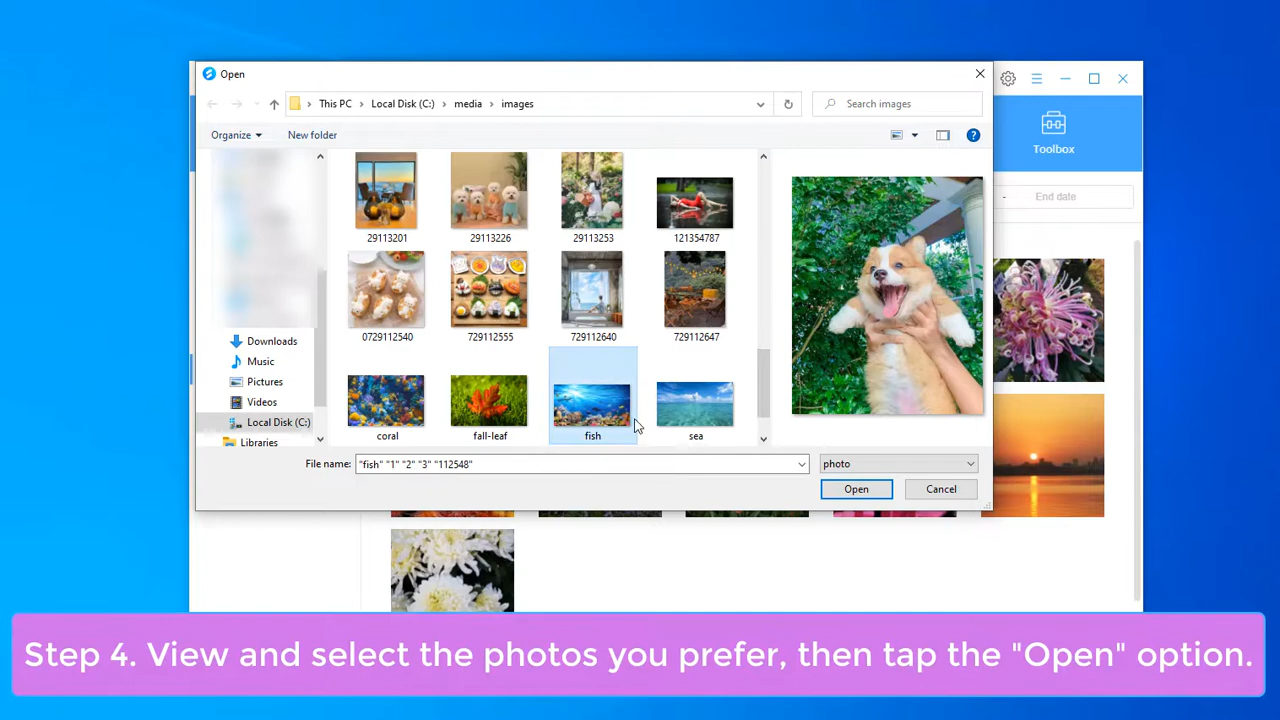 Open
This PC
Local Disk (C:)
media
images
Search images
Organize
New folder
Toolbox
- End date
29113201
29113226
29113253
121354787
0729112540
729112555
729112640
729112647
Downloads
Music
Pictures
Videos
Local Disk (C:)
Libraries
coral
fall-leaf
fish
sea
File name:
"fish" "1" "2" "3" "112548"
photo
Open
Cancel
Step 4. View and select the photos you prefer, then tap the "Open" option.